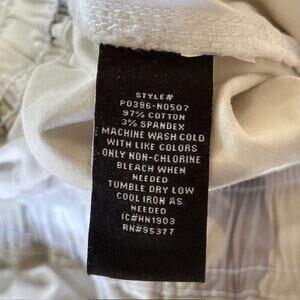 STYLE#
P0396-N0507
97% COTTON
3% SPANDEX
MACHINE WASH COLD
WITH LIKE COLORS
ONLY NON-CHLORINE
BLEACH WHEN
NEEDED
TUMBLE DRY LOW
COOL IRON AS
NEEDED
IC#HN1903
RN#95377